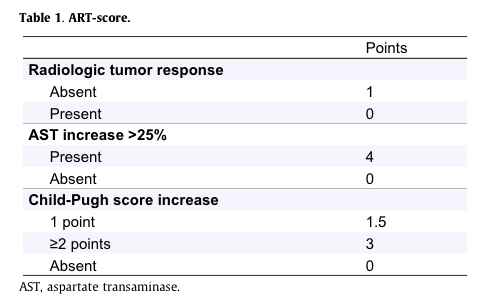 Table 1. ART-score.
Points
Radiologic tumor response
Absent 1
Present 0
AST increase >25%
Present 4
Absent 0
Child-Pugh score increase
1 point 1.5
≥2 points 3
Absent 0
AST, aspartate transaminase.